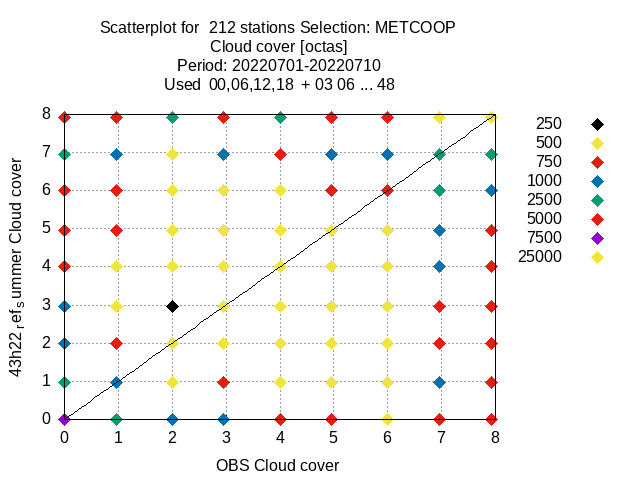 Scatterplot for 212 stations Selection: METCOOP
Cloud cover [octas]
Period: 20220701-20220710
Used 00,06,12,18 + 03 06 ... 48
8
7
6
5
4
3
2
1
0
0 1 2 3 4 5 6 7 8
OBS Cloud cover
43h22_ref_summer Cloud cover
250
500
750
1000
2500
5000
7500
25000